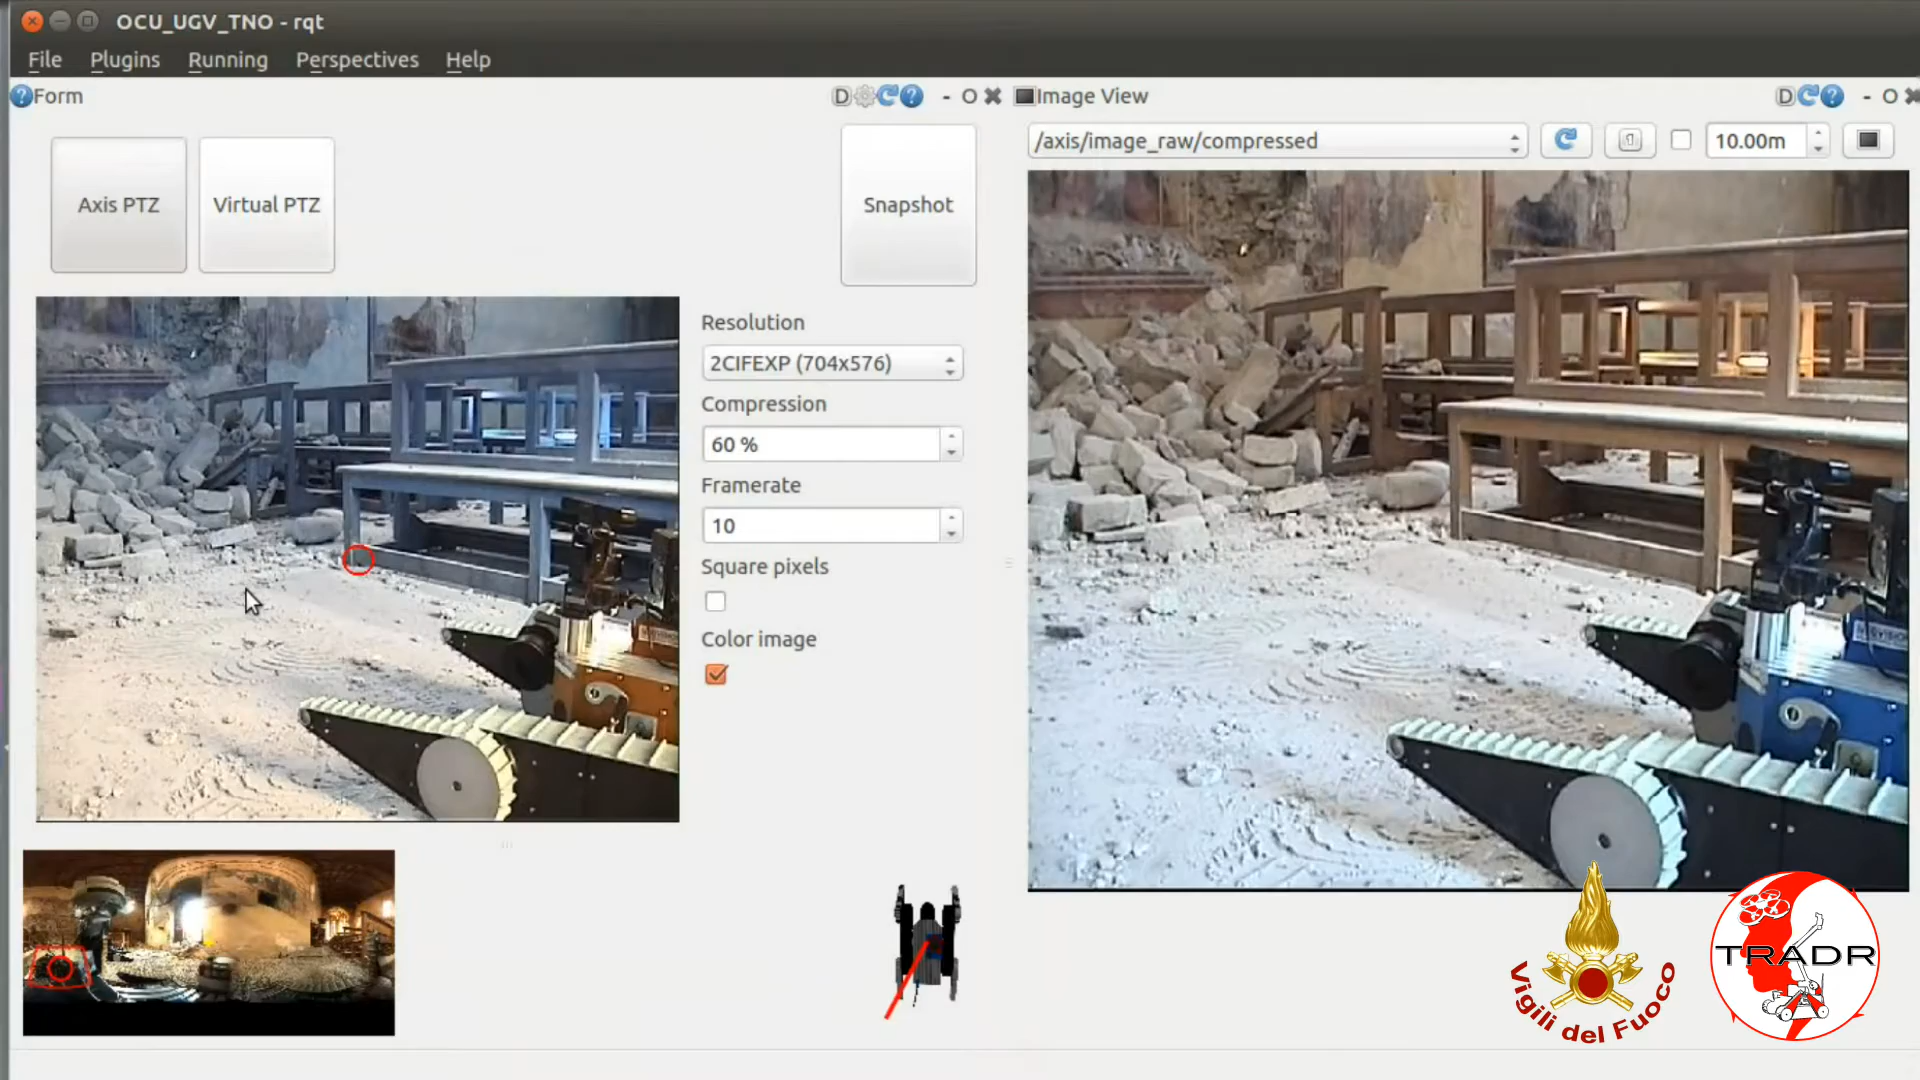 OCU_UGV_TNO - rqt
File Plugins Running Perspectives Help
Form
D
- O
Image View
D
- O
Axis PTZ
Virtual PTZ
Snapshot
/axis/image_raw/compressed
10.00m
Resolution
2CIFEXP (704x576)
Compression
60 %
Framerate
10
Square pixels
Color image
Vigili del Fuoco
TRADR